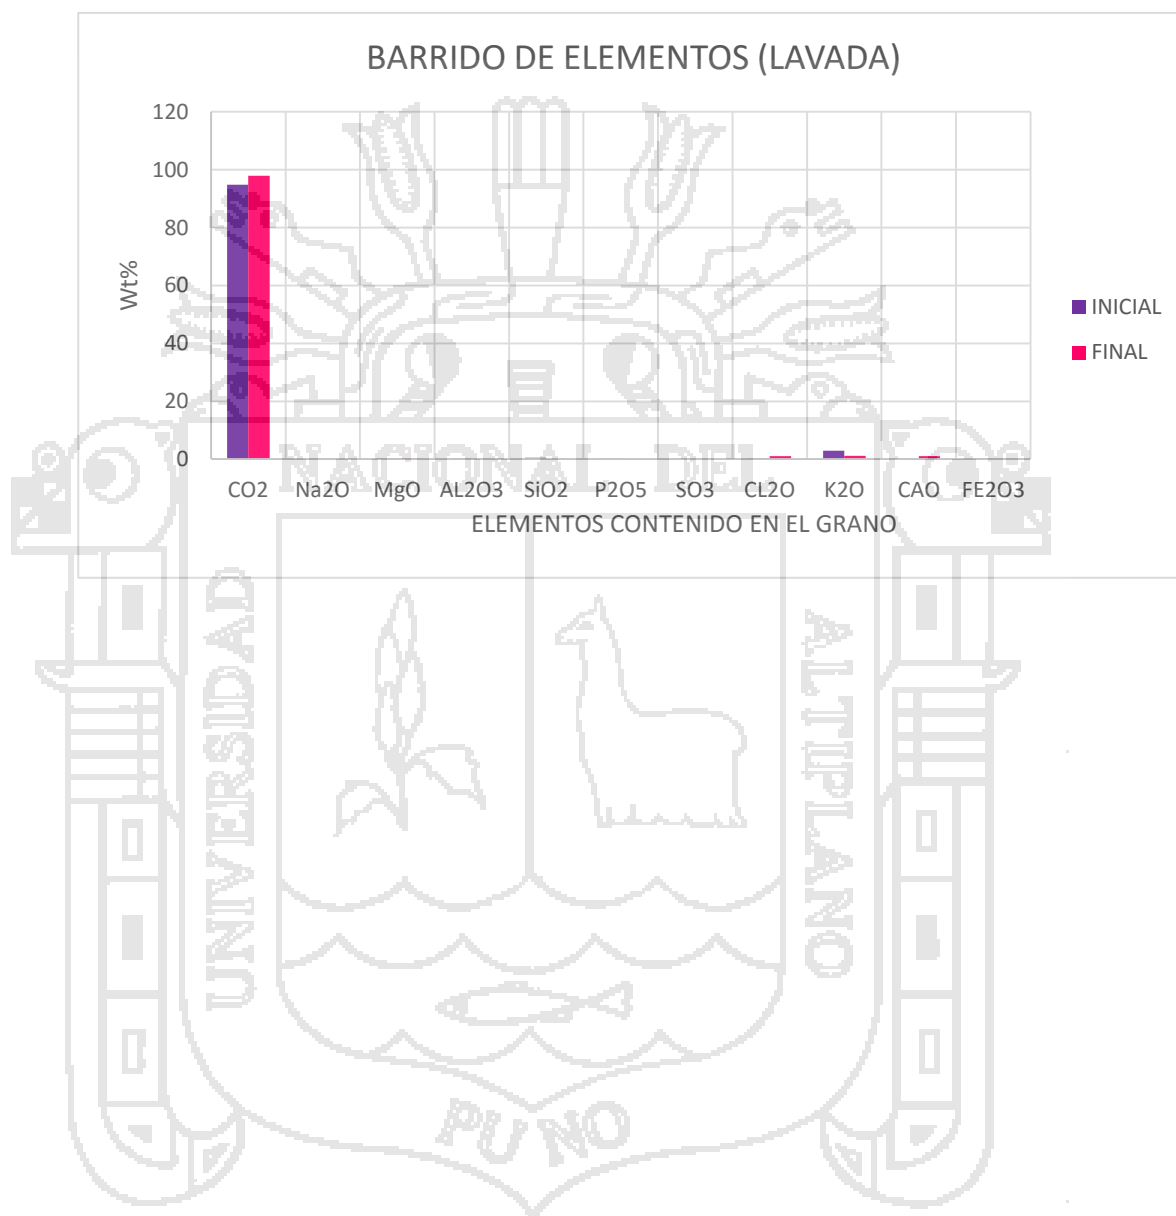 BARRIDO DE ELEMENTOS (LAVADA)
120
100
80
60
40
20
0
Wt%
CO2 Na2O MgO AL2O3 SiO2 P2O5 SO3 CL2O K2O CAO FE2O3
ELEMENTOS CONTENIDO EN EL GRANO
INICIAL
FINAL
NACIONAL DEL
UNIVERSIDAD
ALTIPLANO
PUNO